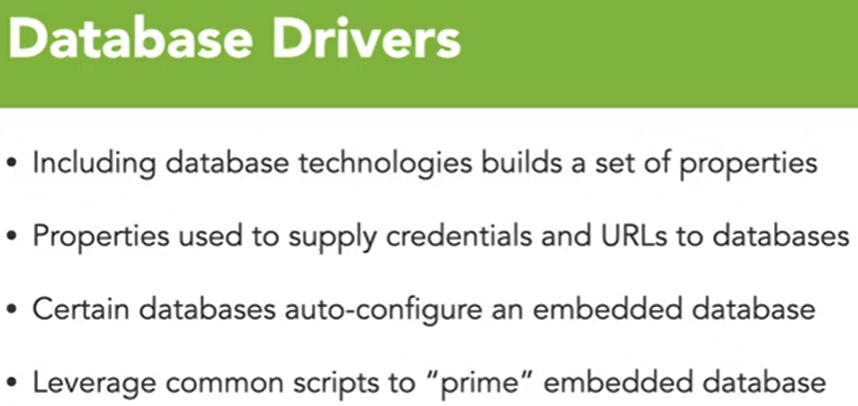 Database Drivers
• Including database technologies builds a set of properties
• Properties used to supply credentials and URLs to databases
• Certain databases auto-configure an embedded database
• Leverage common scripts to “prime” embedded database